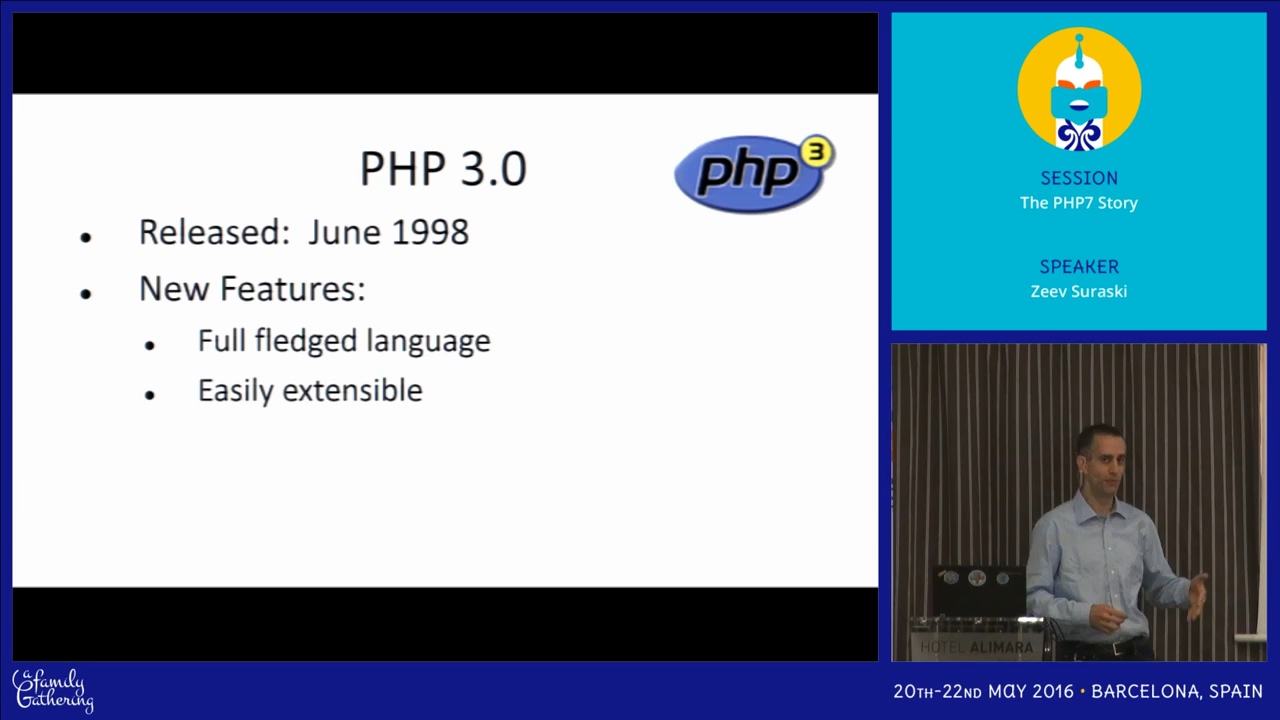 PHP 3.0
php3
Released: June 1998
New Features:
Full fledged language
Easily extensible
SESSION
The PHP7 Story
SPEAKER
Zeev Suraski
HOTEL ALIMARA
a family
Gathering
20TH-22ND MAY 2016 • BARCELONA, SPAIN